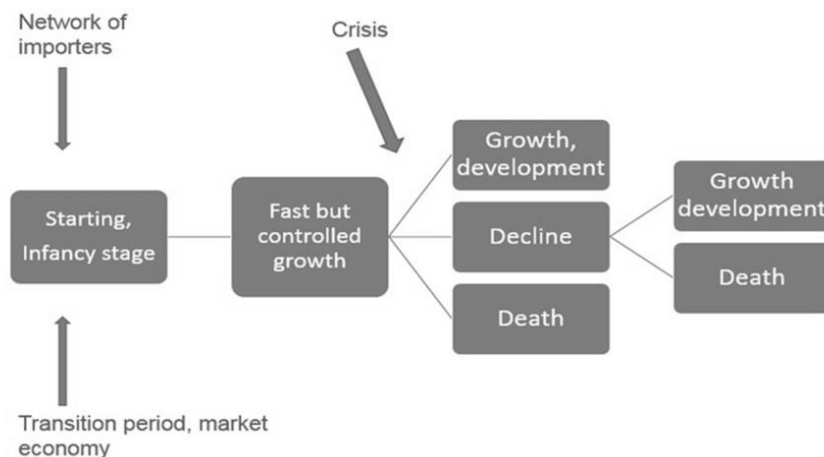 Network of
importers
Crisis
Starting,
Infancy stage
Fast but
controlled
growth
Growth,
development
Decline
Death
Growth
development
Death
Transition period, market
economy